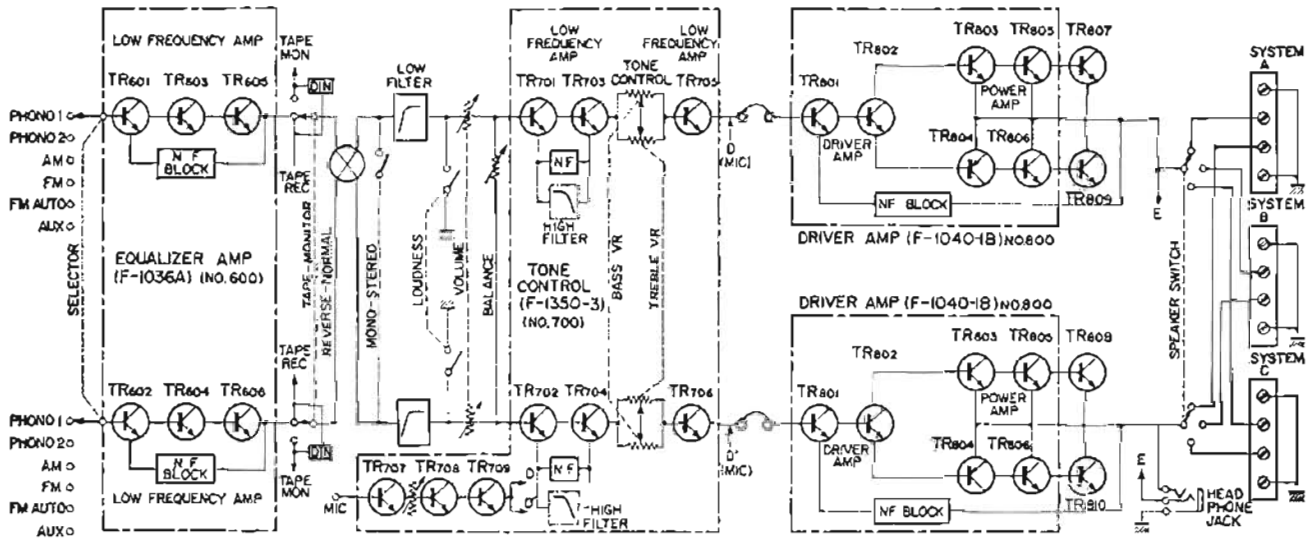 LOW FREQUENCY AMP
TR601 TR603 TR605
TAPE MON
DIN
PHONO 1
PHONO 2
AM
FM
FM AUTO
AUX
N F BLOCK
TAPE REC
SELECTOR
EQUALIZER AMP
(F-1036A) (NO.600)
TAPE-MONITOR
REVERSE-NORMAL
TAPE REC
TR602 TR604 TR606
PHONO 1
PHONO 2
AM
FM
FM AUTO
AUX
N F BLOCK
LOW FREQUENCY AMP
DIN
TAPE MON
LOW FILTER
MONO-STEREO
LOUDNESS
VOLUME
BALANCE
LOW FREQUENCY AMP
TONE CONTROL
LOW FREQUENCY AMP
TR701 TR703
TR705
N F
HIGH FILTER
TONE CONTROL
(F-1350-3)
(NO.700)
BASS VR
TREBLE VR
TR702 TR704
TR706
MIC
TR707 TR708 TR709
D
D'
N F
HIGH FILTER
D
(MIC)
D'
(MIC)
TR803 TR805 TR807
TR802
TR801
POWER AMP
DRIVER AMP
TR804 TR806
NF BLOCK
TR809
DRIVER AMP (F-1040-1B) NO.800
DRIVER AMP (F-1040-1B) NO.800
TR803 TR805 TR808
TR802
TR801
POWER AMP
DRIVER AMP
TR804 TR806
NF BLOCK
TR810
E
SPEAKER SWITCH
SYSTEM A
SYSTEM B
SYSTEM C
E
HEAD PHONE JACK